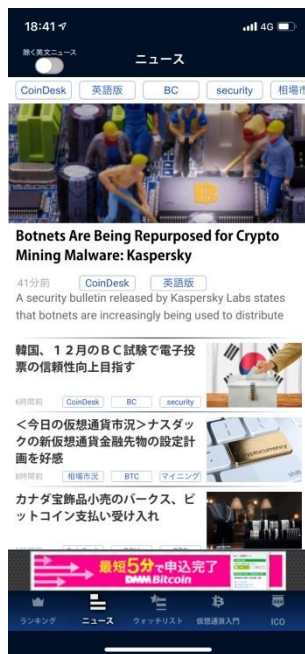 18:41
4G
除く英文ニュース
ニュース
CoinDesk 英語版 BC security 相場市
Botnets Are Being Repurposed for Crypto
Mining Malware: Kaspersky
41分前 CoinDesk 英語版
A security bulletin released by Kaspersky Labs states
that botnets are increasingly being used to distribute
韓国、１２月のＢＣ試験で電子投
票の信頼性向上目指す
6時間前 CoinDesk BC security
＜今日の仮想通貨市況＞ナスダッ
クの新仮想通貨金融先物の設定計
画を好感
8時間前 相場市況 BTC マイニング
cryptocurrency
shift
カナダ宝飾品小売のバークス、ビ
ットコイン支払い受け入れ
最短5分で申込完了
DMM Bitcoin
ランキング ニュース ウォッチリスト 仮想通貨入門 ICO